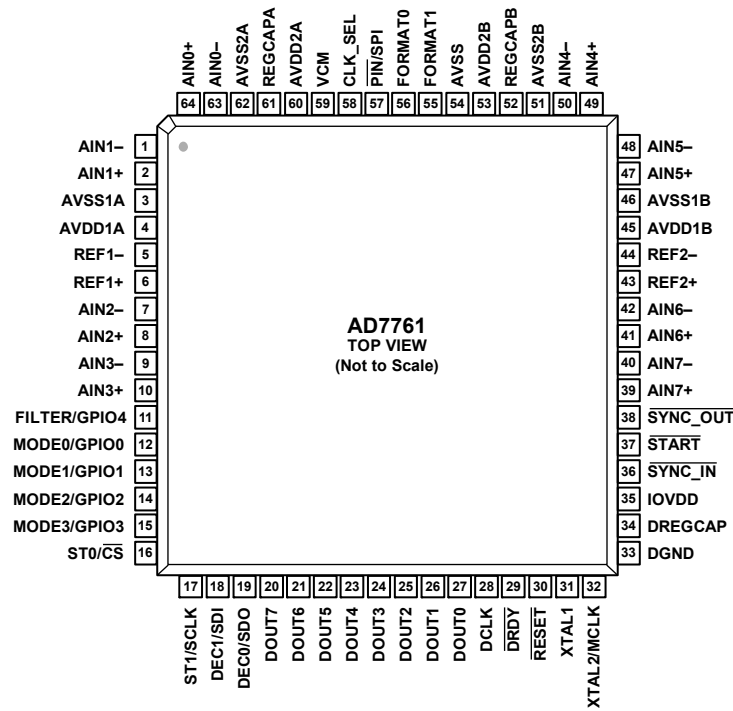 AIN0+
AIN0–
AVSS2A
REGCAPA
AVDD2A
VCM
CLK_SEL
PIN/SPI
FORMAT0
FORMAT1
AVSS
AVDD2B
REGCAPB
AVSS2B
AIN4–
AIN4+
64 63 62 61 60 59 58 57 56 55 54 53 52 51 50 49
AIN1– 1
AIN1+ 2
AVSS1A 3
AVDD1A 4
REF1– 5
REF1+ 6
AIN2– 7
AIN2+ 8
AIN3– 9
AIN3+ 10
FILTER/GPIO4 11
MODE0/GPIO0 12
MODE1/GPIO1 13
MODE2/GPIO2 14
MODE3/GPIO3 15
ST0/CS 16
AD7761
TOP VIEW
(Not to Scale)
48 AIN5–
47 AIN5+
46 AVSS1B
45 AVDD1B
44 REF2–
43 REF2+
42 AIN6–
41 AIN6+
40 AIN7–
39 AIN7+
38 SYNC_OUT
37 START
36 SYNC_IN
35 IOVDD
34 DREGCAP
33 DGND
17 18 19 20 21 22 23 24 25 26 27 28 29 30 31 32
ST1/SCLK
DEC1/SDI
DEC0/SDO
DOUT7
DOUT6
DOUT5
DOUT4
DOUT3
DOUT2
DOUT1
DOUT0
DCLK
DRDY
RESET
XTAL1
XTAL2/MCLK